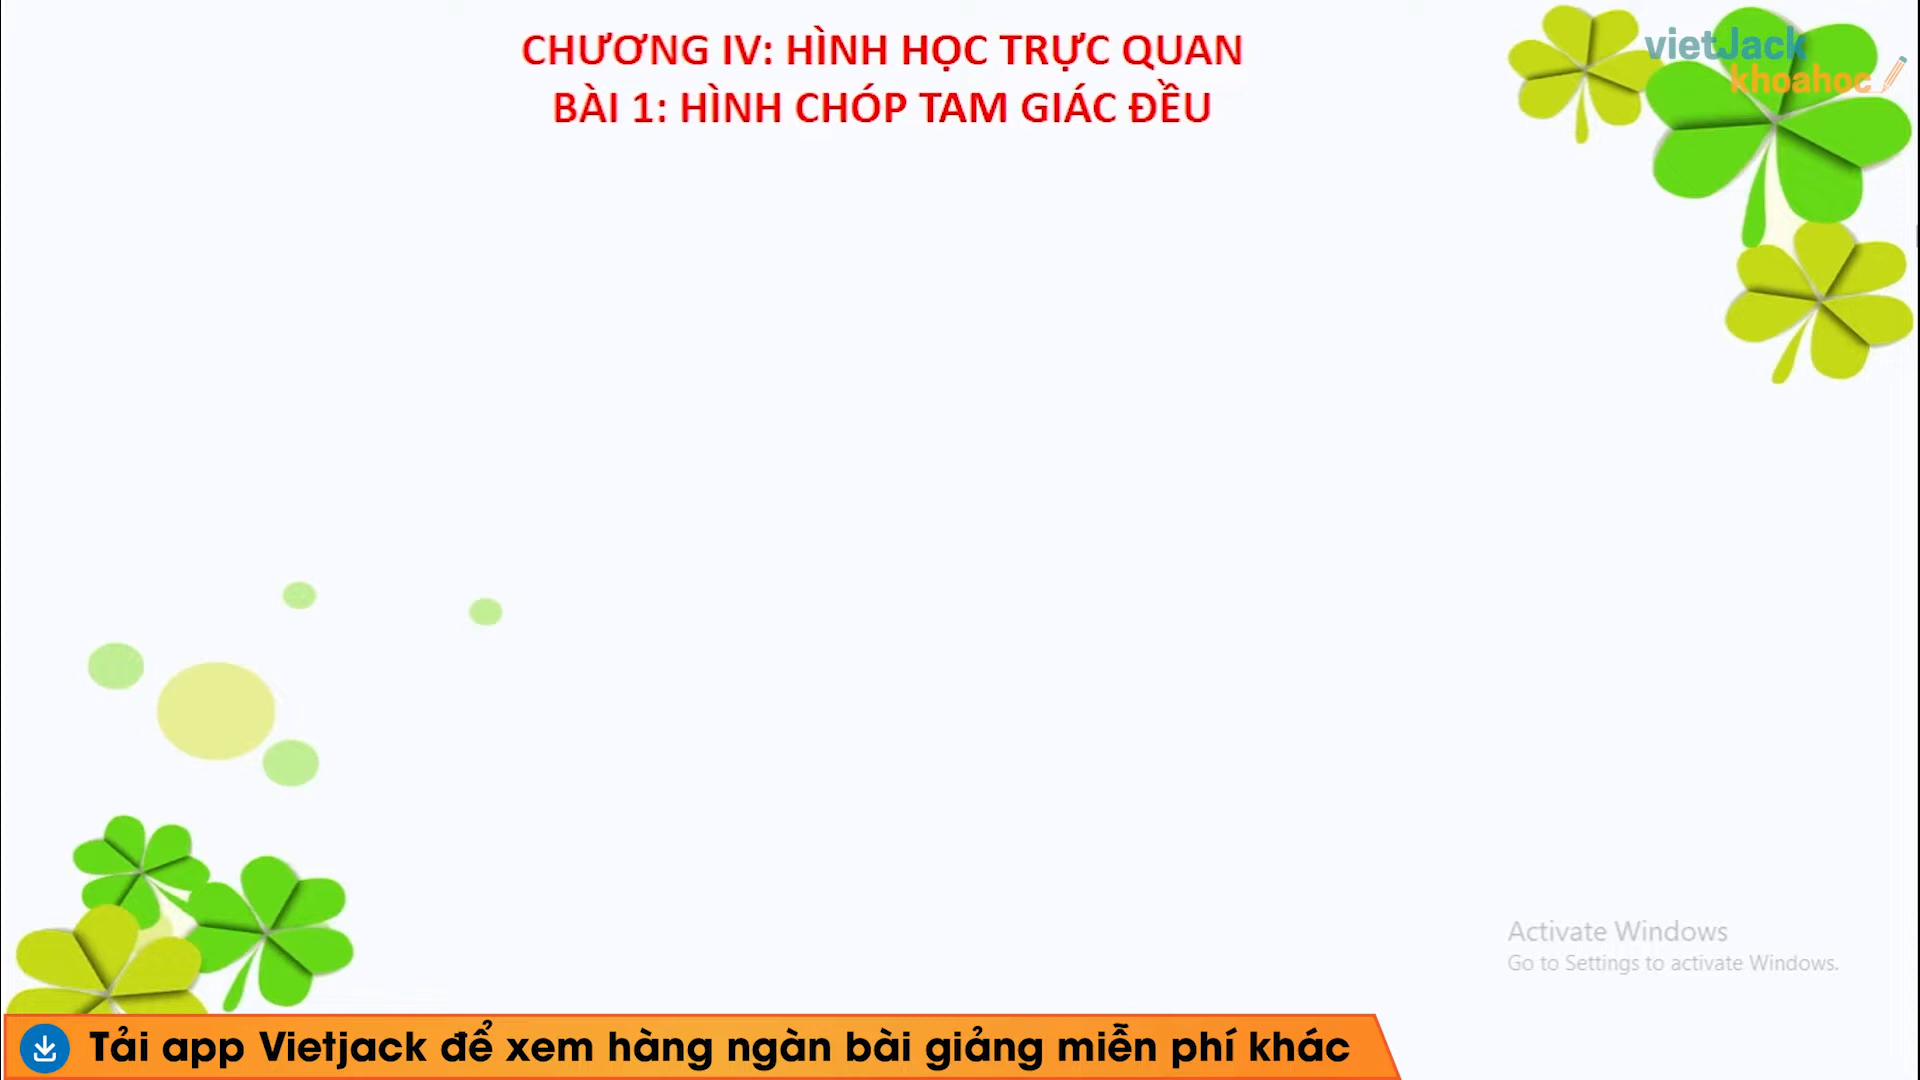 CHƯƠNG IV: HÌNH HỌC TRỰC QUAN
BÀI 1: HÌNH CHÓP TAM GIÁC ĐỀU
vietJack
khoahoc
Activate Windows
Go to Settings to activate Windows.
Tải app Vietjack để xem hàng ngàn bài giảng miễn phí khác